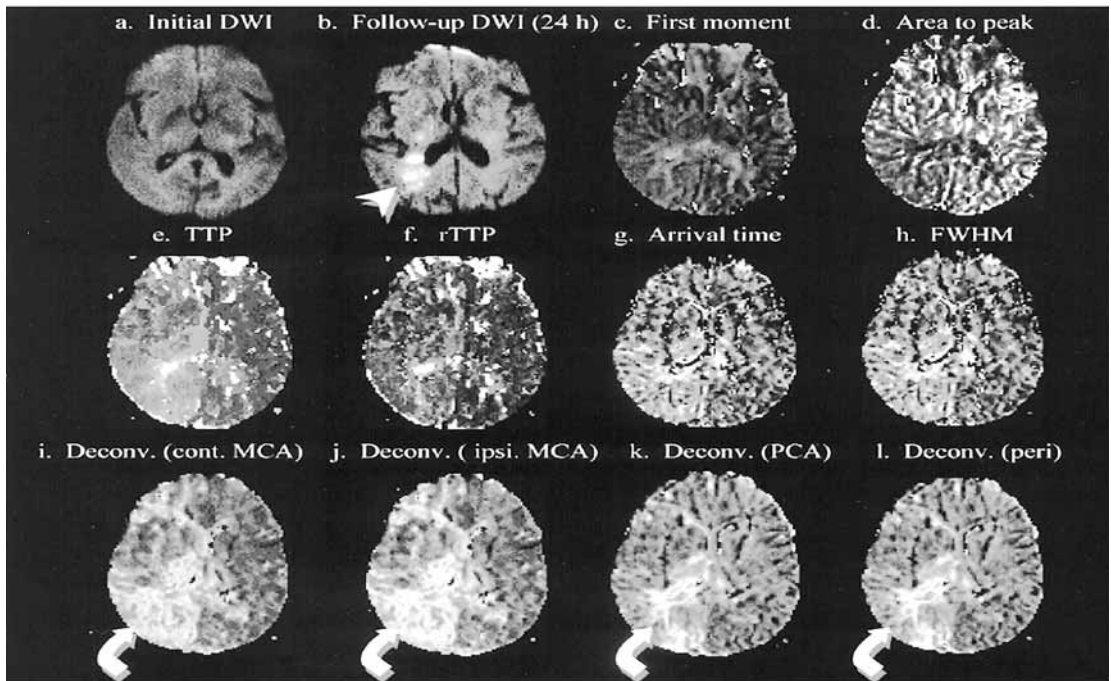 a. Initial DWI b. Follow-up DWI (24 h) c. First moment d. Area to peak
e. TTP f. rTTP g. Arrival time h. FWHM
i. Deconv. (cont. MCA) j. Deconv. ( ipsi. MCA) k. Deconv. (PCA) l. Deconv. (peri)